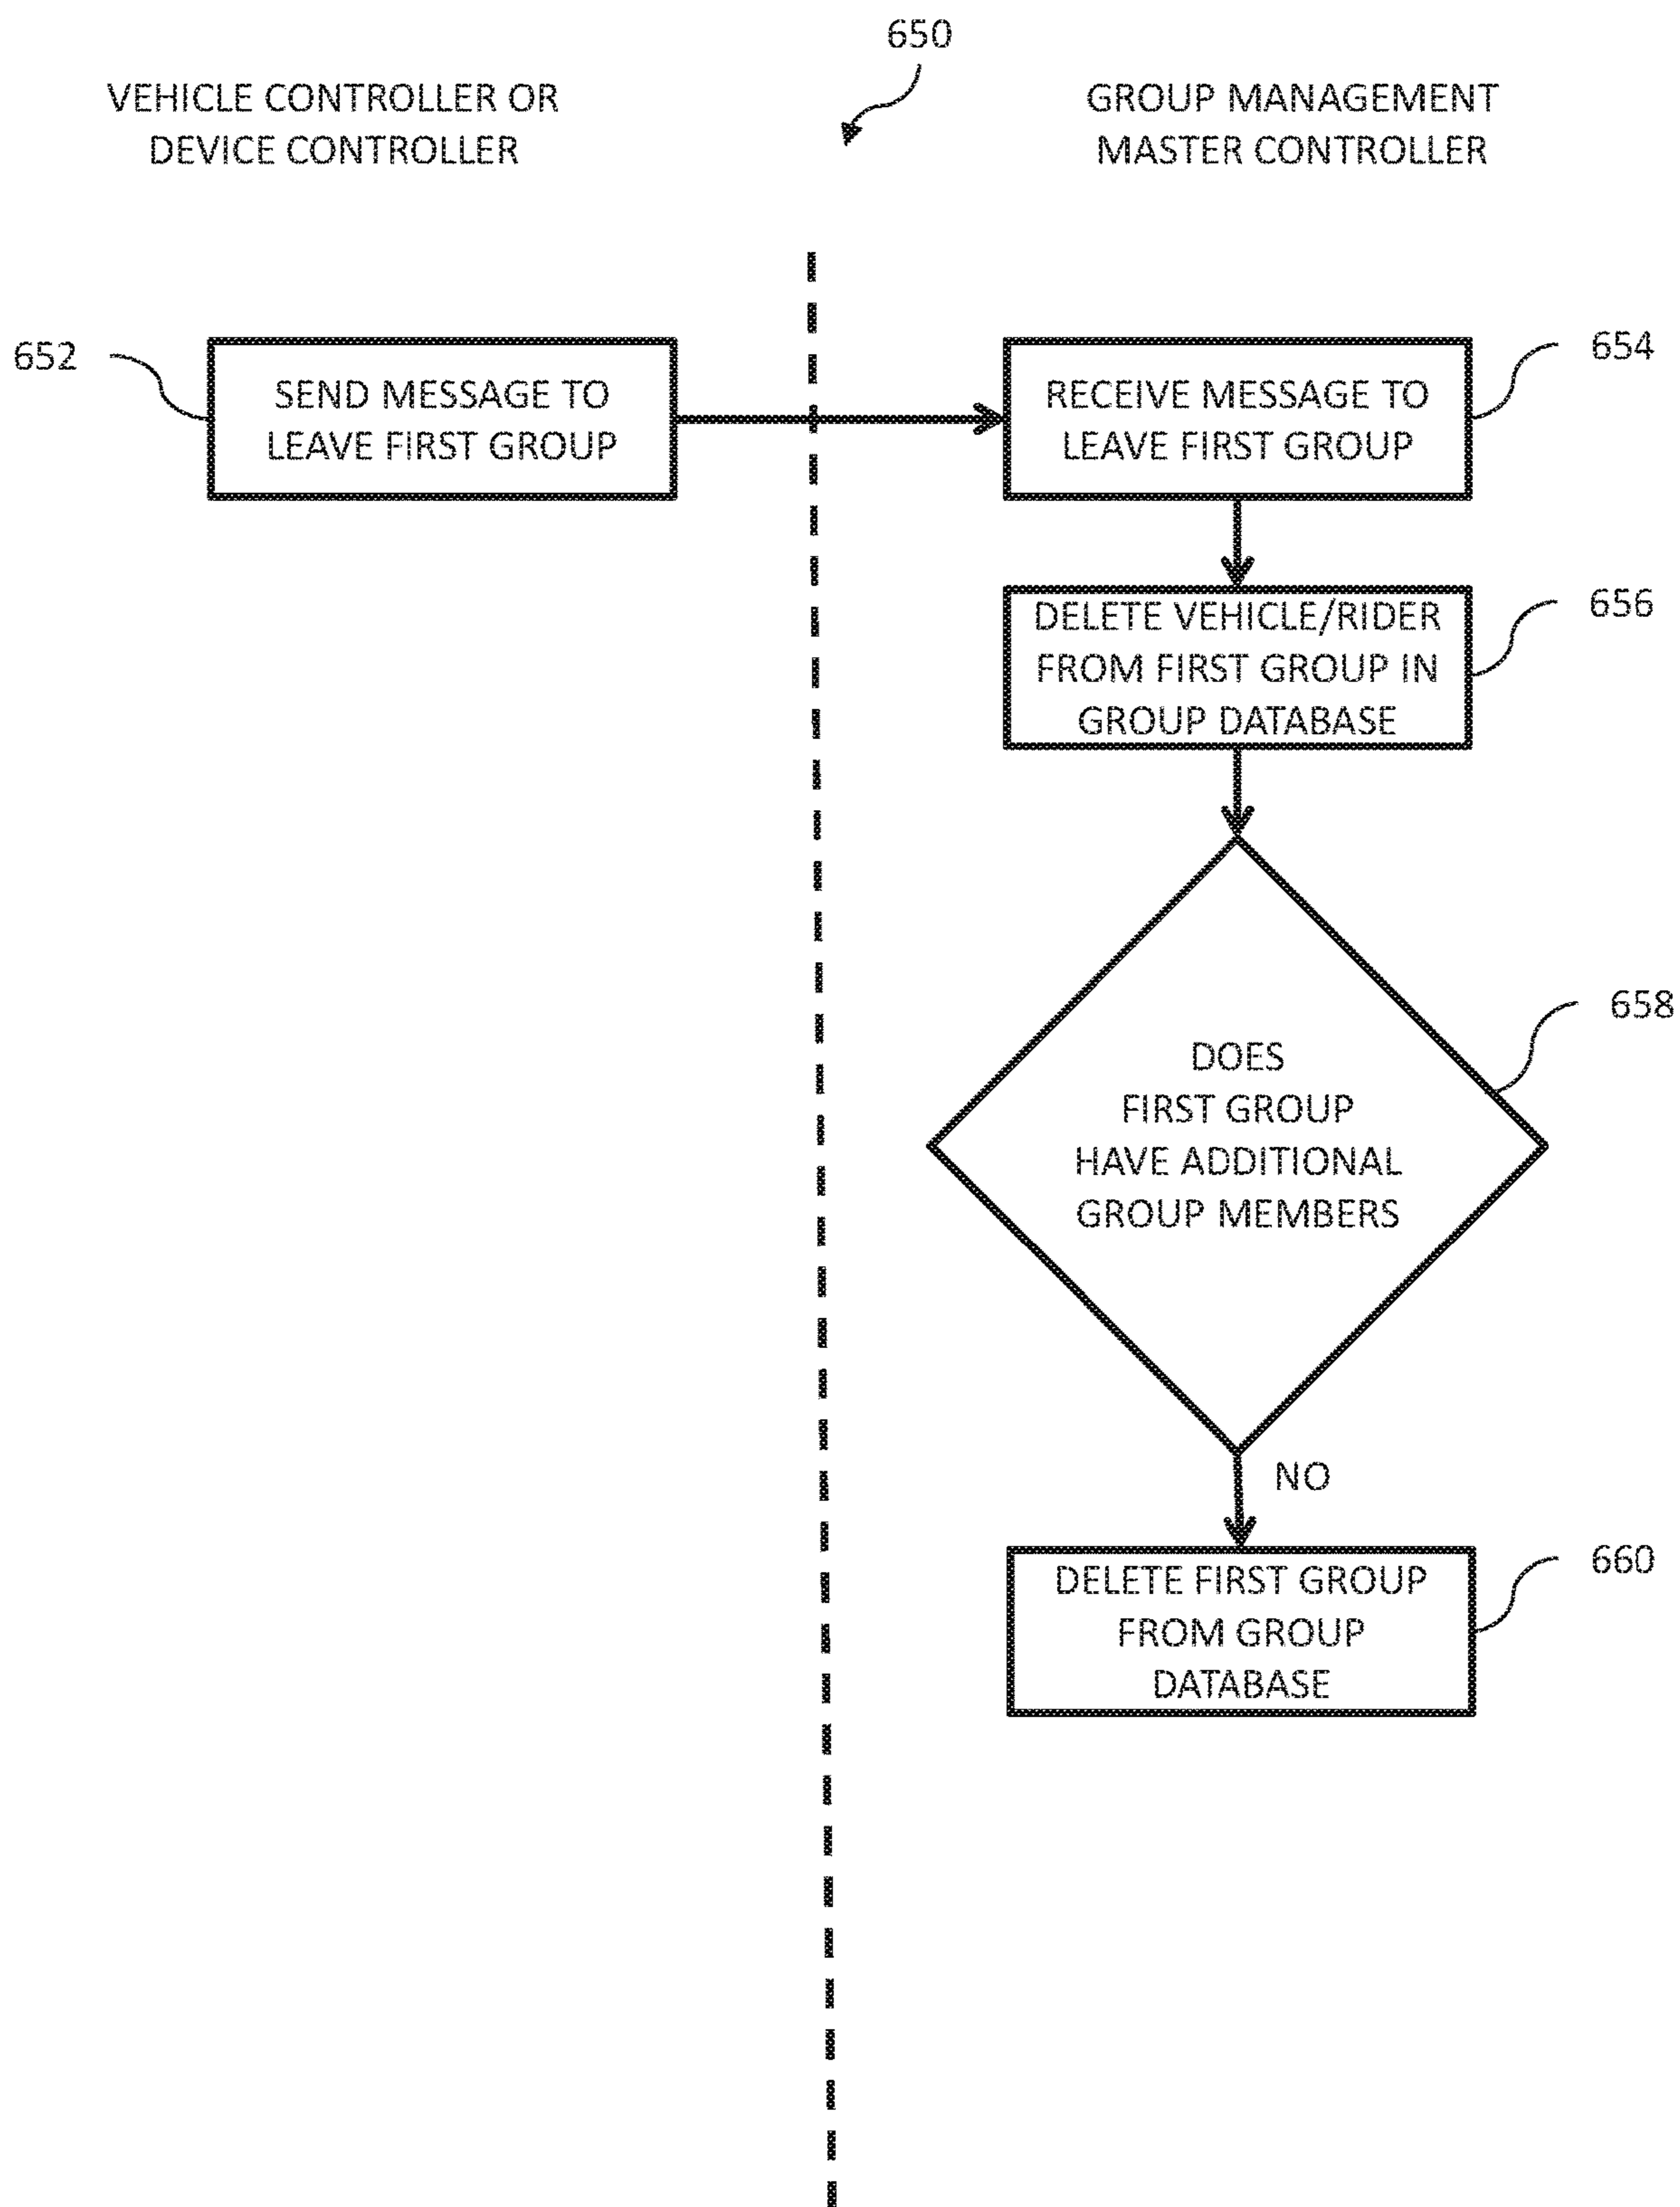 650
VEHICLE CONTROLLER OR
DEVICE CONTROLLER
GROUP MANAGEMENT
MASTER CONTROLLER
652
SEND MESSAGE TO
LEAVE FIRST GROUP
RECEIVE MESSAGE TO
LEAVE FIRST GROUP
654
DELETE VEHICLE/RIDER
FROM FIRST GROUP IN
GROUP DATABASE
656
DOES
FIRST GROUP
HAVE ADDITIONAL
GROUP MEMBERS
658
NO
DELETE FIRST GROUP
FROM GROUP
DATABASE
660